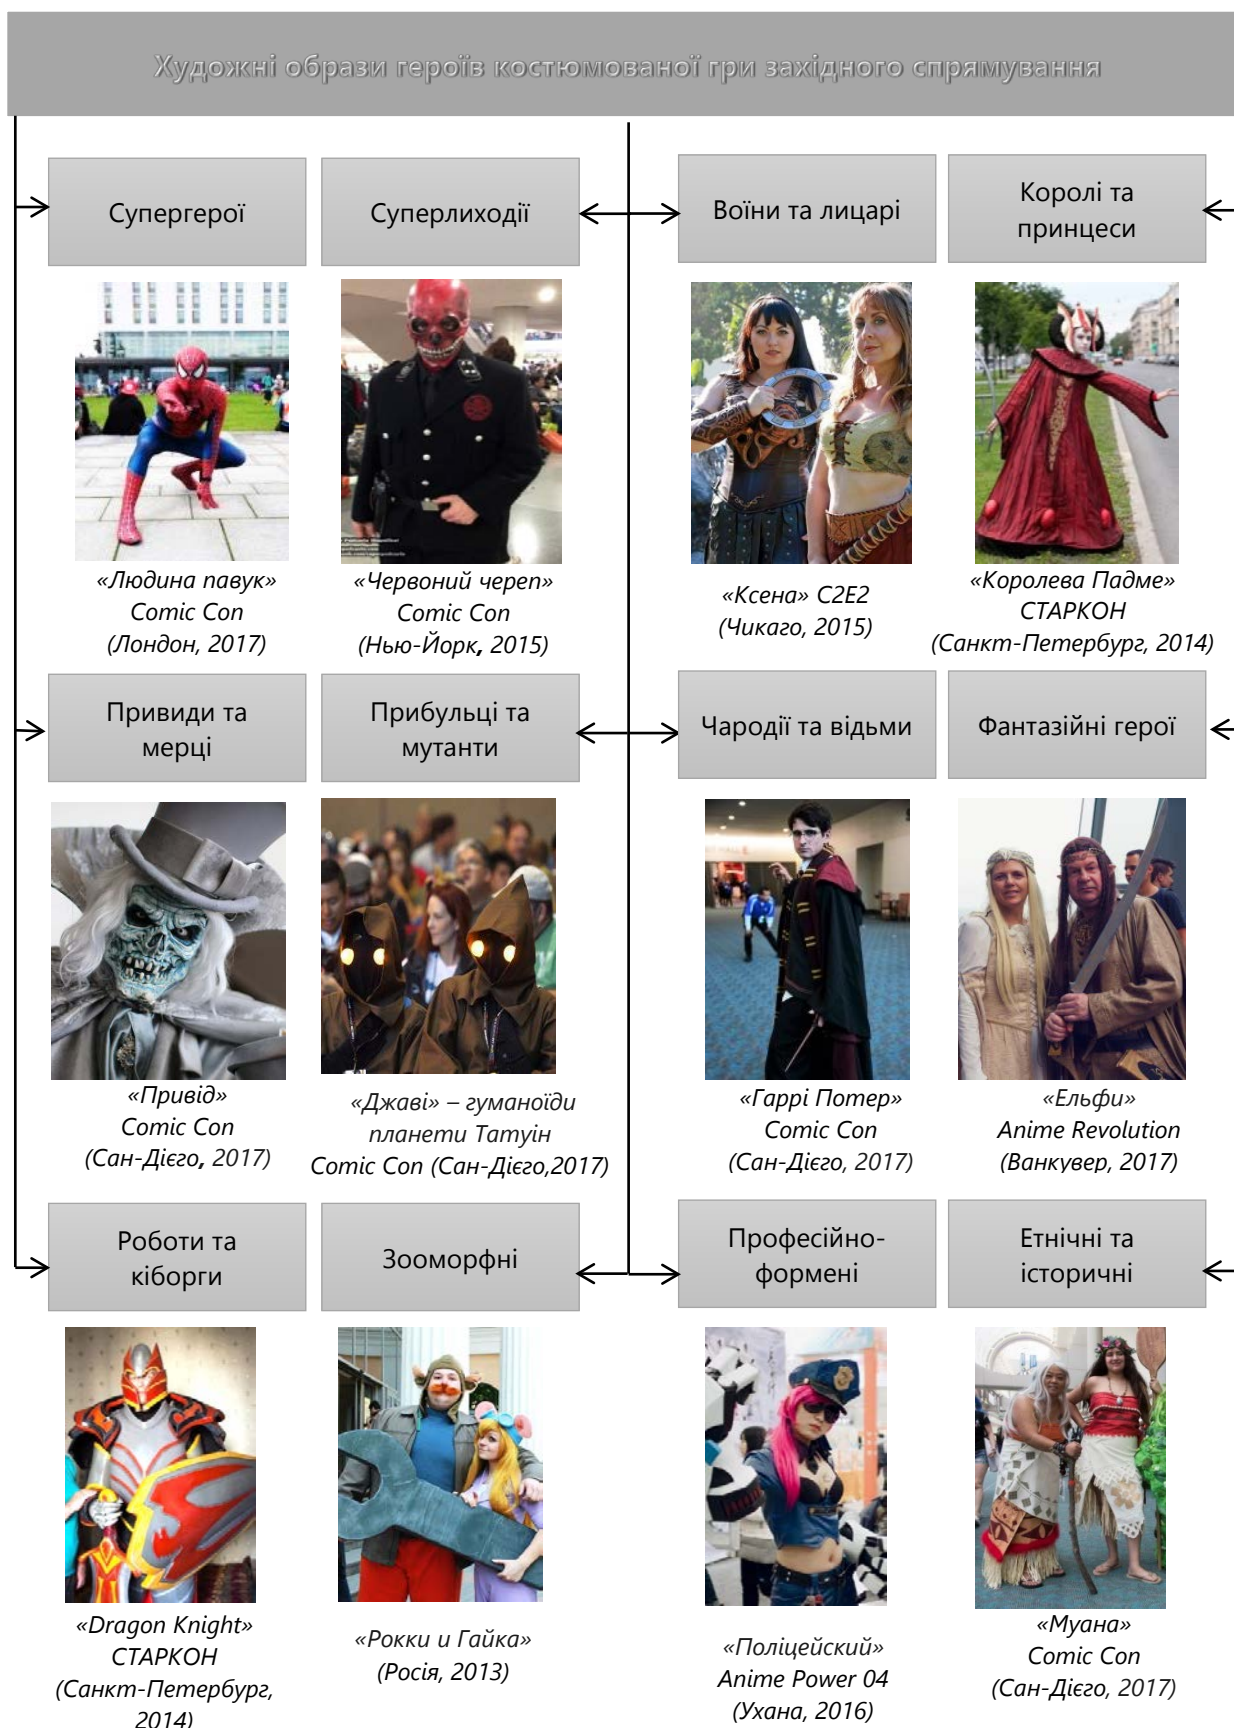 Художні образи героїв костюмованої гри західного спрямування
Супергерої
Суперлиходії
Воїни та лицарі
Королі та
принцеси
«Людина павук»
Comic Con
(Лондон, 2017)
«Червоний череп»
Comic Con
(Нью-Йорк, 2015)
«Ксена» C2E2
(Чикаго, 2015)
«Королева Падме»
СТАРКОН
(Санкт-Петербург, 2014)
Привиди та
мерці
Прибульці та
мутанти
Чародії та відьми
Фантазійні герої
«Привід»
Comic Con
(Сан-Дієго, 2017)
«Джаві» – гуманоїди
планети Татуін
Comic Con (Сан-Дієго,2017)
«Гаррі Потер»
Comic Con
(Сан-Дієго, 2017)
«Ельфи»
Anime Revolution
(Ванкувер, 2017)
Роботи та
кіборги
Зооморфні
Професійно-
формені
Етнічні та
історичні
«Dragon Knight»
СТАРКОН
(Санкт-Петербург,
2014)
«Рокки и Гайка»
(Росія, 2013)
«Поліцейский»
Anime Power 04
(Ухана, 2016)
«Муана»
Comic Con
(Сан-Дієго, 2017)